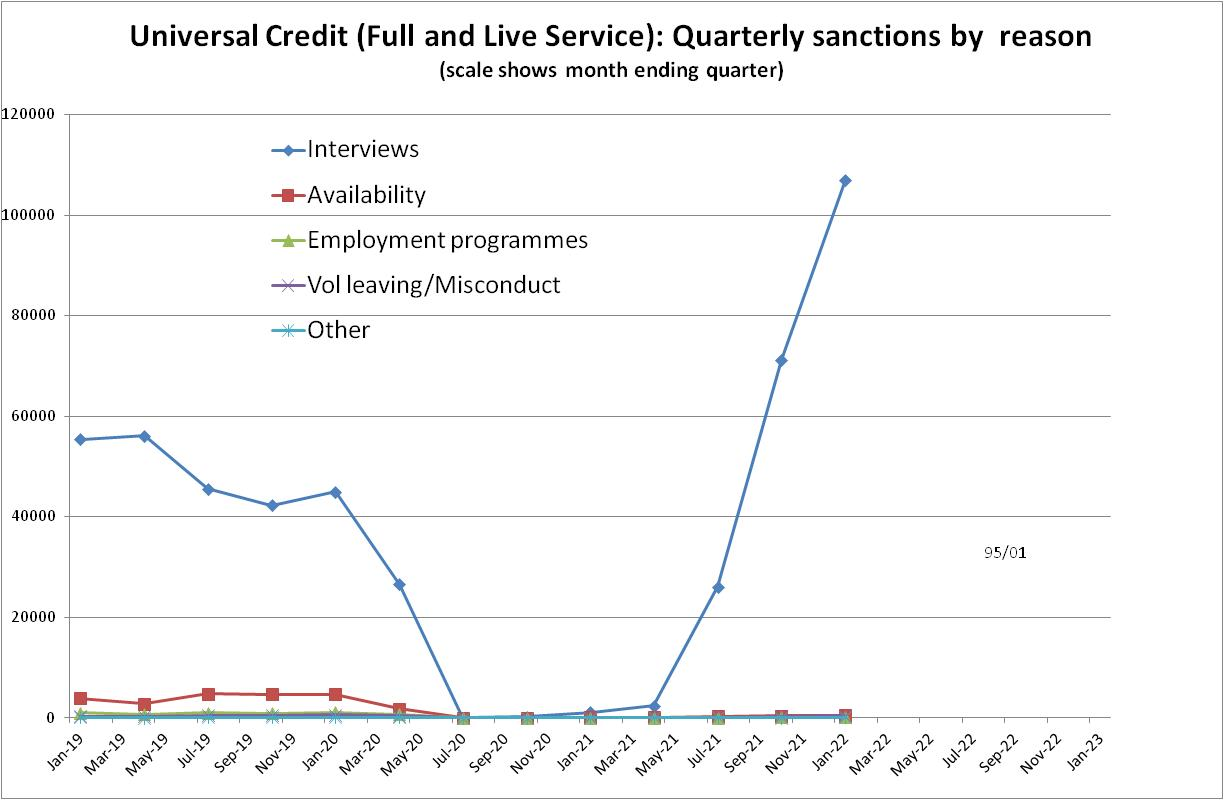 Universal Credit (Full and Live Service): Quarterly sanctions by  reason
(scale shows month ending quarter)
120000
100000
80000
60000
40000
20000
0
Interviews
Availability
Employment programmes
Vol leaving/Misconduct
Other
95/01
Jan-19
Mar-19
May-19
Jul-19
Sep-19
Nov-19
Jan-20
Mar-20
May-20
Jul-20
Sep-20
Nov-20
Jan-21
Mar-21
May-21
Jul-21
Sep-21
Nov-21
Jan-22
Mar-22
May-22
Jul-22
Sep-22
Nov-22
Jan-23